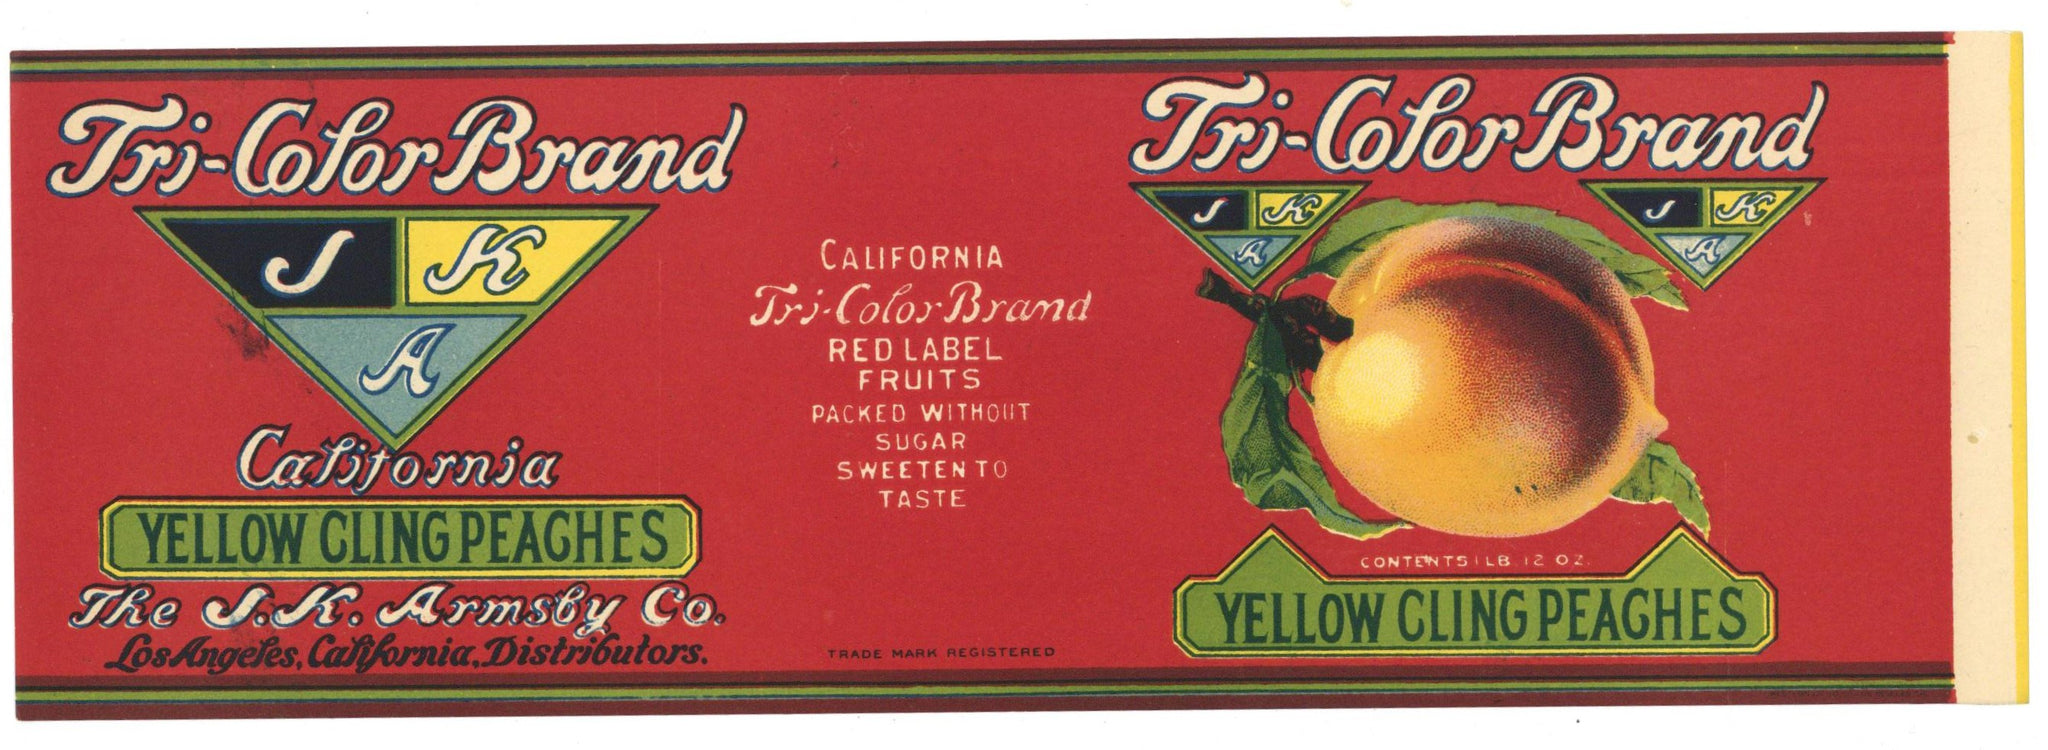 Tri-Color Brand
J K
A
California
YELLOW CLING PEACHES
The J.K. Armsby Co.
Los Angeles, California, Distributors.
CALIFORNIA
Tri-Color Brand
RED LABEL
FRUITS
PACKED WITHOUT
SUGAR
SWEETEN TO
TASTE
TRADE MARK REGISTERED
Tri-Color Brand
J K
A
J K
A
CONTENTS 1 LB. 12 OZ.
YELLOW CLING PEACHES